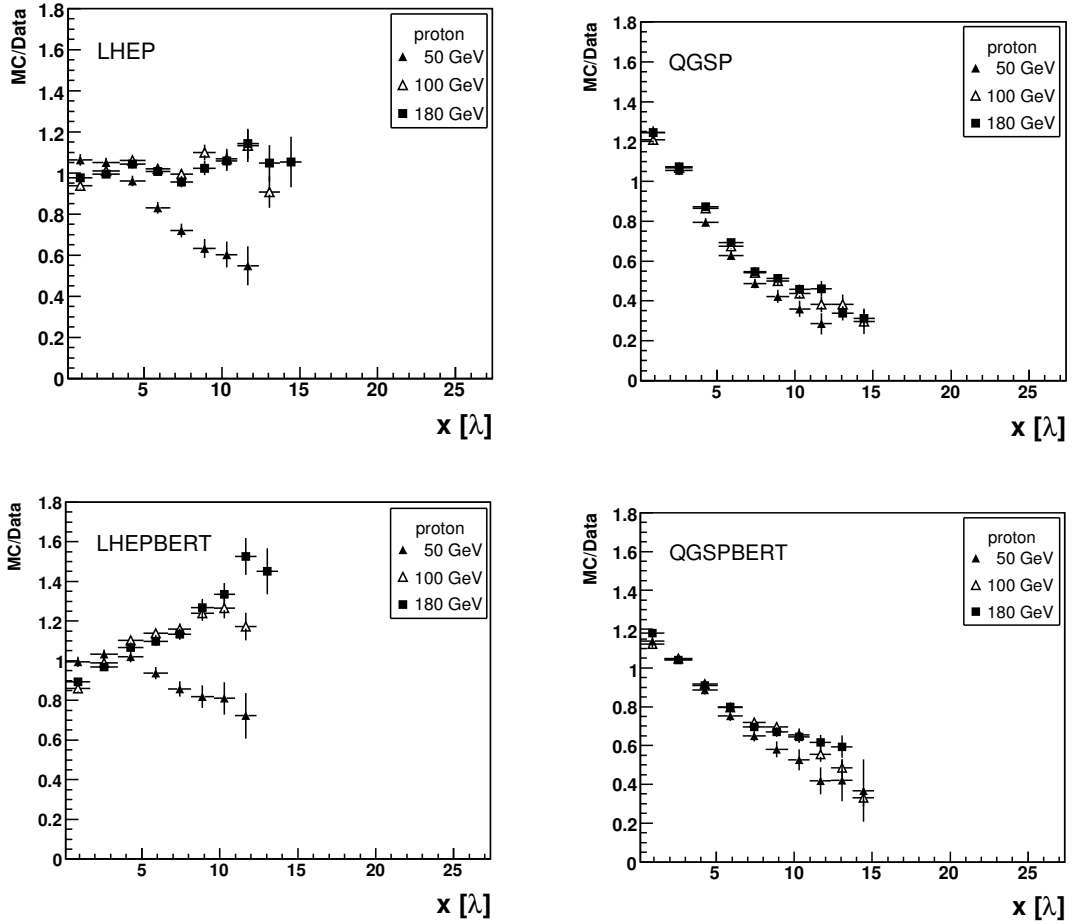 MC/Data
1.8
1.6
1.4
1.2
1
0.8
0.6
0.4
0.2
0
LHEP
proton
50 GeV
100 GeV
180 GeV
5
10
15
20
25
x [λ]
MC/Data
1.8
1.6
1.4
1.2
1
0.8
0.6
0.4
0.2
0
QGSP
proton
50 GeV
100 GeV
180 GeV
5
10
15
20
25
x [λ]
MC/Data
1.8
1.6
1.4
1.2
1
0.8
0.6
0.4
0.2
0
LHEPBERT
proton
50 GeV
100 GeV
180 GeV
5
10
15
20
25
x [λ]
MC/Data
1.8
1.6
1.4
1.2
1
0.8
0.6
0.4
0.2
0
QGSPBERT
proton
50 GeV
100 GeV
180 GeV
5
10
15
20
25
x [λ]